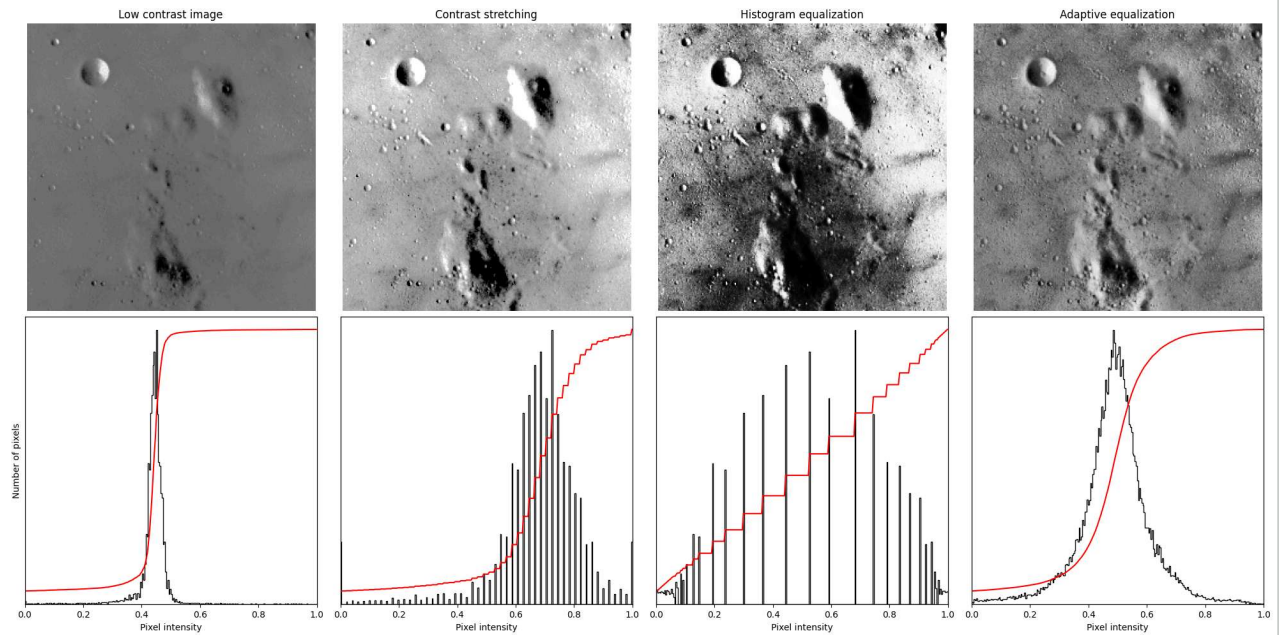 Low contrast image
Contrast stretching
Histogram equalization
Adaptive equalization
Number of pixels
0.0 0.2 0.4 0.6 0.8 1.0
Pixel intensity
0.0 0.2 0.4 0.6 0.8 1.0
Pixel intensity
0.0 0.2 0.4 0.6 0.8 1.0
Pixel intensity
0.0 0.2 0.4 0.6 0.8 1.0
Pixel intensity